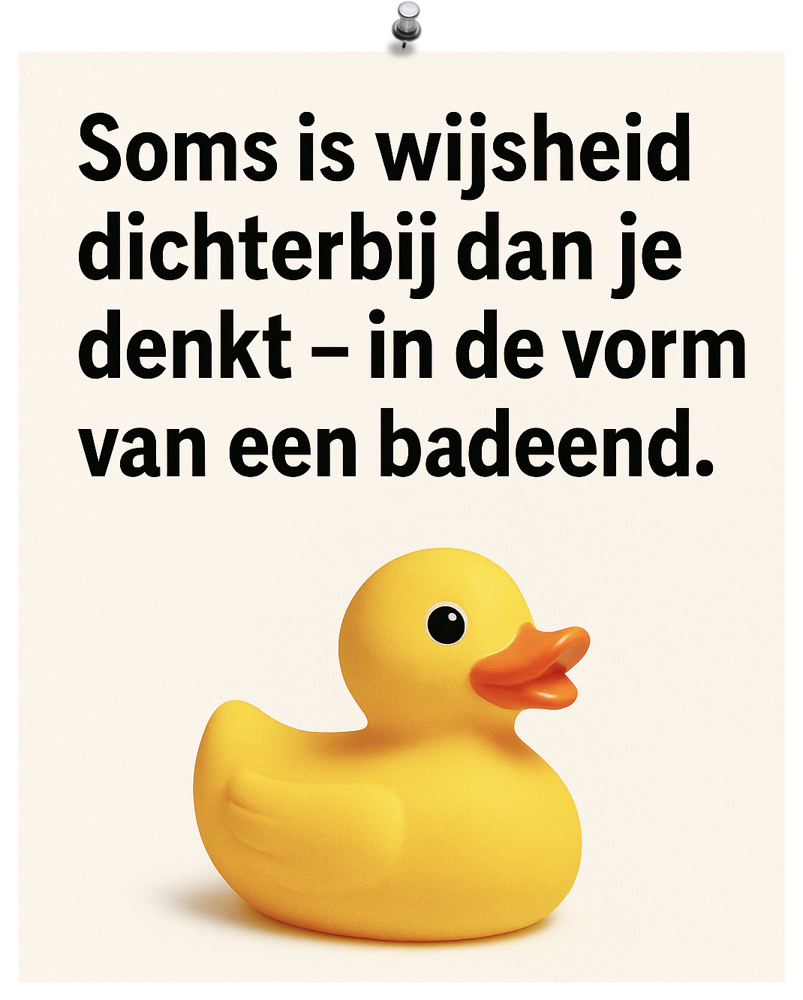 Soms is wijsheid
dichterbij dan je
denkt – in de vorm
van een badeend.